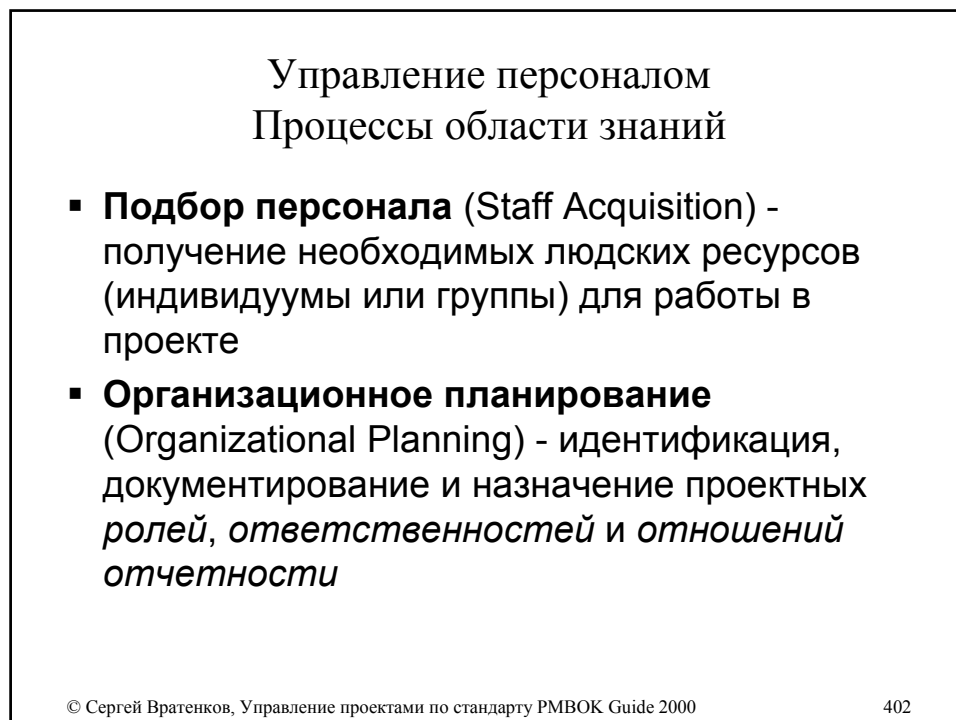 Управление персоналом
Процессы области знаний
▪ Подбор персонала (Staff Acquisition) -
получение необходимых людских ресурсов
(индивидуумы или группы) для работы в
проекте
▪ Организационное планирование
(Organizational Planning) - идентификация,
документирование и назначение проектных
ролей, ответственностей и отношений
отчетности
© Сергей Вратенков, Управление проектами по стандарту PMBOK Guide 2000 402